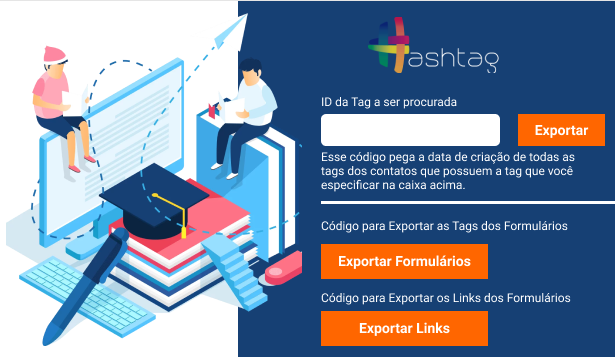 #ashtag
ID da Tag a ser procurada
Exportar
Esse código pega a data de criação de todas as
tags dos contatos que possuem a tag que você
especificar na caixa acima.
Código para Exportar as Tags dos Formulários
Exportar Formulários
Código para Exportar os Links dos Formulários
Exportar Links